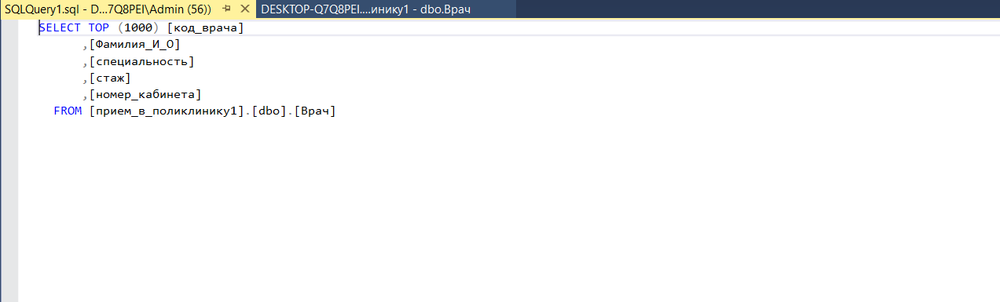 SQLQuery1.sql - D...7Q8PEI\Admin (56)) DESKTOP-Q7Q8PEI....инику1 - dbo.Врач
SELECT TOP (1000) [код_врача]
,[Фамилия_И_О]
,[специальность]
,[стаж]
,[номер_кабинета]
FROM [прием_в_поликлинику1].[dbo].[Врач]